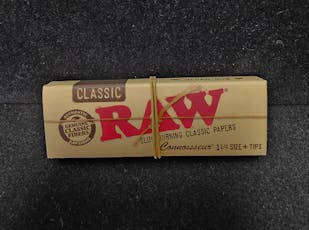 CLASSIC
RAW
GENUINE
CLASSIC
FIBERS
SLOW BURNING CLASSIC PAPERS
Connoisseur 1¼ SIZE + TIPS